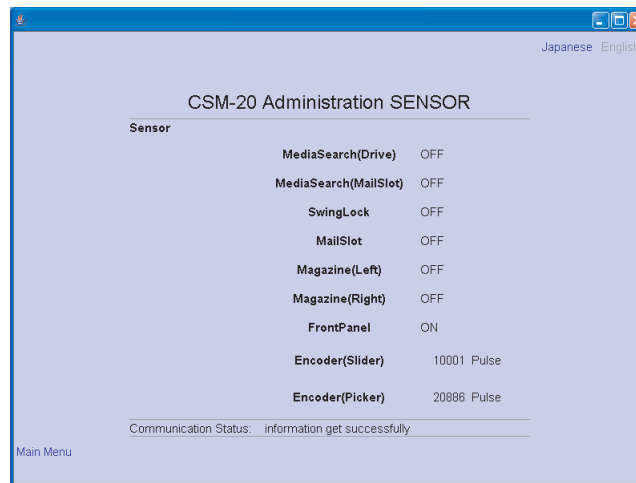 Japanese English
CSM-20 Administration SENSOR
Sensor
MediaSearch(Drive) OFF
MediaSearch(MailSlot) OFF
SwingLock OFF
MailSlot OFF
Magazine(Left) OFF
Magazine(Right) OFF
FrontPanel ON
Encoder(Slider) 10001 Pulse
Encoder(Picker) 20886 Pulse
Communication Status: information get successfully
Main Menu